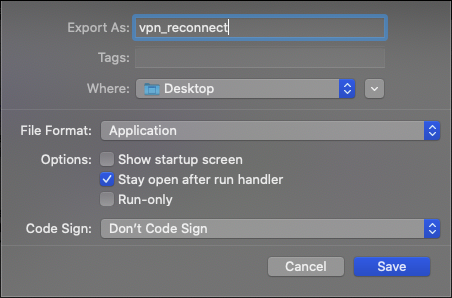 Export As: vpn_reconnect
Tags:
Where: Desktop
File Format: Application
Options: Show startup screen
Stay open after run handler
Run-only
Code Sign: Don't Code Sign
Cancel Save